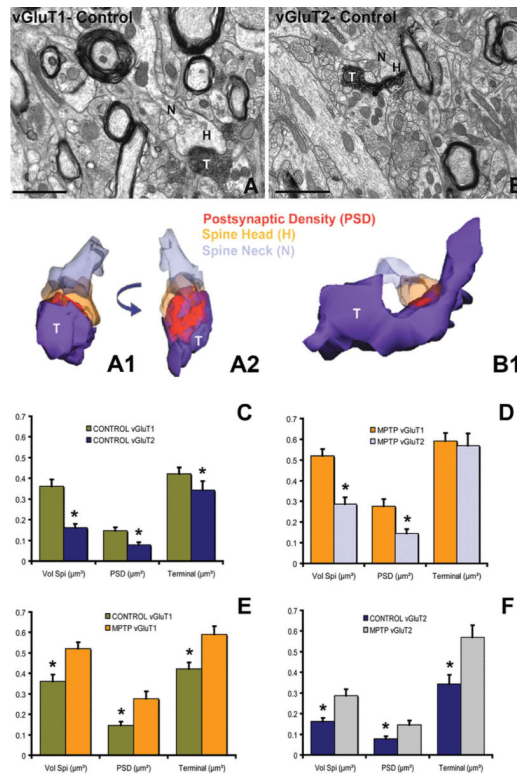 vGluT1- Control
N
H
T
A
vGluT2- Control
N
H
T
B
Postsynaptic Density (PSD)
Spine Head (H)
Spine Neck (N)
T
A1
T
A2
T
B1
C
0.7
0.6
0.5
0.4
0.3
0.2
0.1
0
CONTROL vGluT1
CONTROL vGluT2
*
*
*
Vol Spi (µm³)
PSD (µm²)
Terminal (µm³)
D
0.7
0.6
0.5
0.4
0.3
0.2
0.1
0
MPTP vGluT1
MPTP vGluT2
*
*
Vol Spi (µm³)
PSD (µm²)
Terminal (µm³)
E
0.7
0.6
0.5
0.4
0.3
0.2
0.1
0
CONTROL vGluT1
MPTP vGluT1
*
*
*
Vol Spi (µm³)
PSD (µm²)
Terminal (µm³)
F
0.7
0.6
0.5
0.4
0.3
0.2
0.1
0
CONTROL vGluT2
MPTP vGluT2
*
*
*
Vol Spi (µm³)
PSD (µm²)
Terminal (µm³)